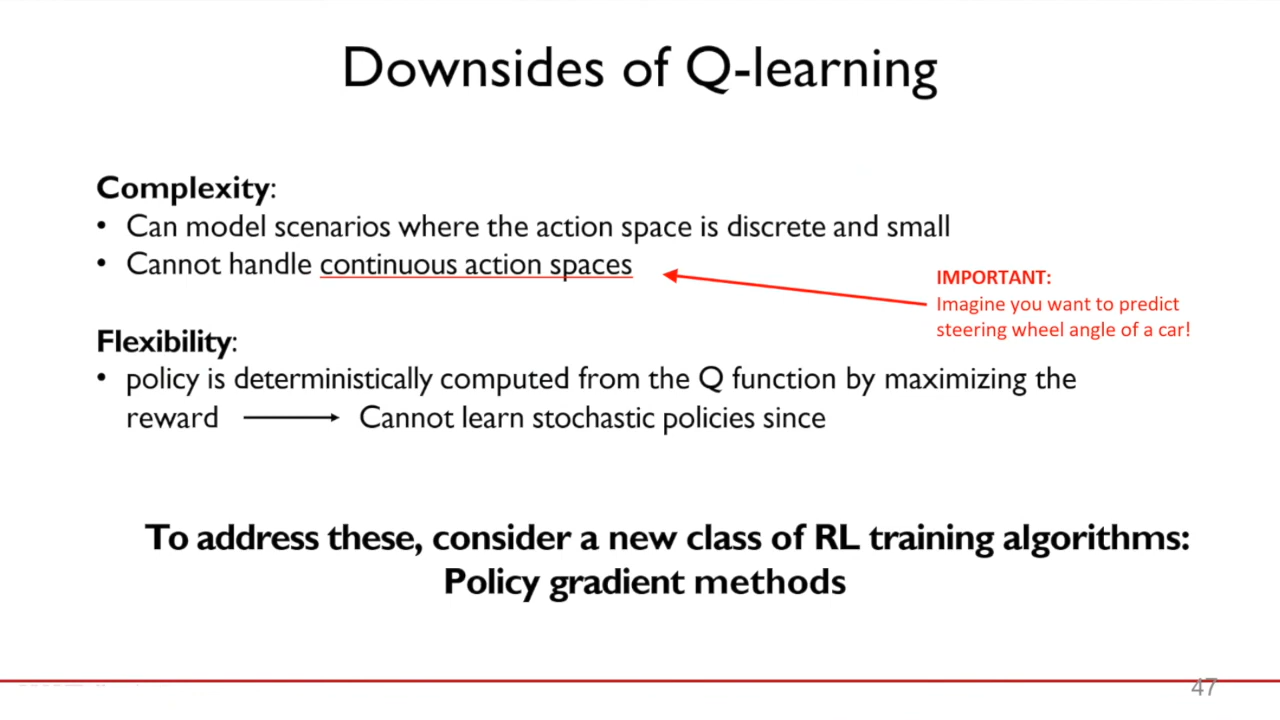 Downsides of Q-learning
Complexity:
• Can model scenarios where the action space is discrete and small
• Cannot handle continuous action spaces
IMPORTANT:
Imagine you want to predict
steering wheel angle of a car!
Flexibility:
• policy is deterministically computed from the Q function by maximizing the
reward Cannot learn stochastic policies since
To address these, consider a new class of RL training algorithms:
Policy gradient methods
47